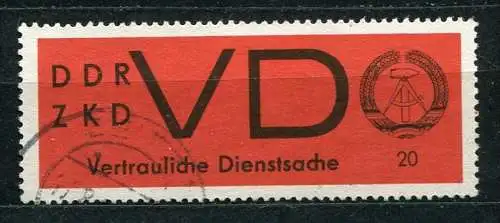 DDR VD
ZKD
Vertrauliche Dienstsache 20